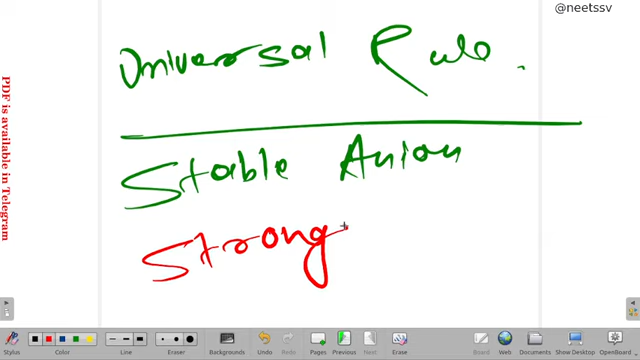 @neetssv
Universal Rule.
Stable Anion
Strong
PDF is available in Telegram
Stylus
Color
Line
Eraser
Backgrounds
Undo
Redo
Page
Previous
Next
Erase
Board
Web
Documents
Show Desktop
OpenBoard